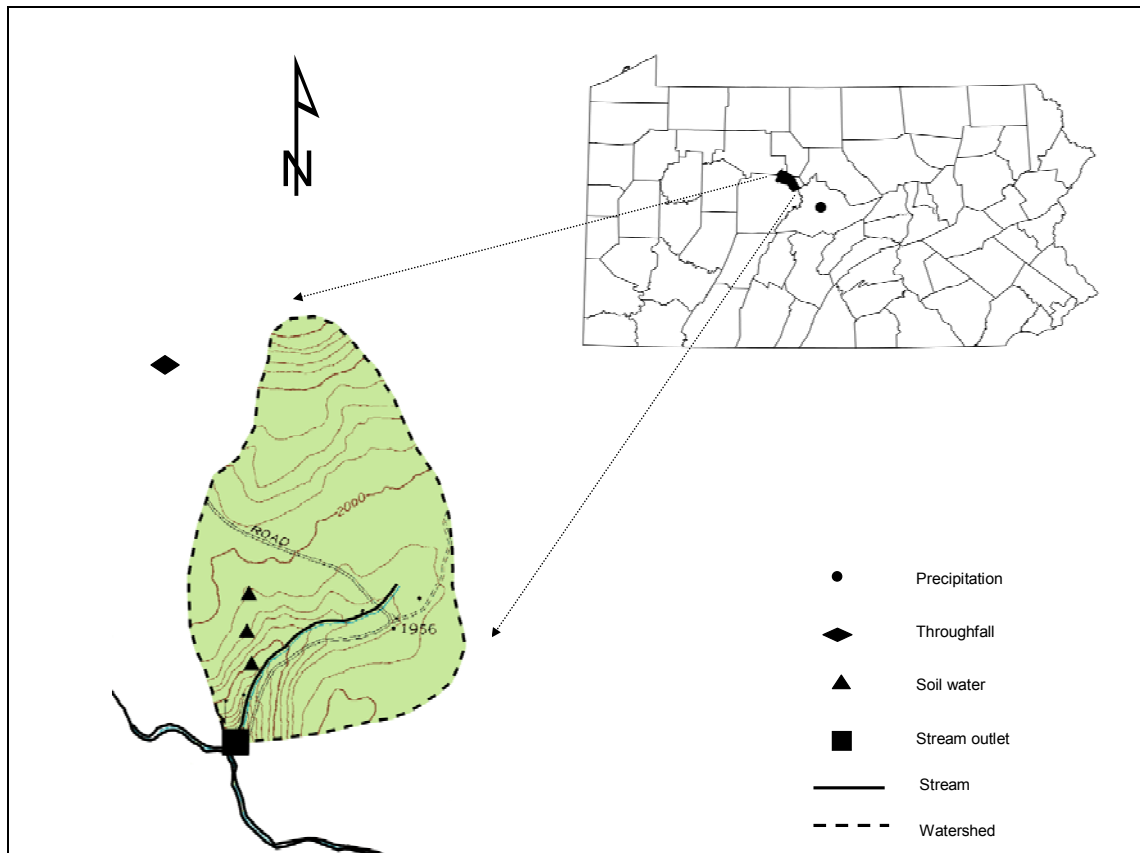 N
2000
ROAD
1956
Precipitation
Throughfall
Soil water
Stream outlet
Stream
Watershed